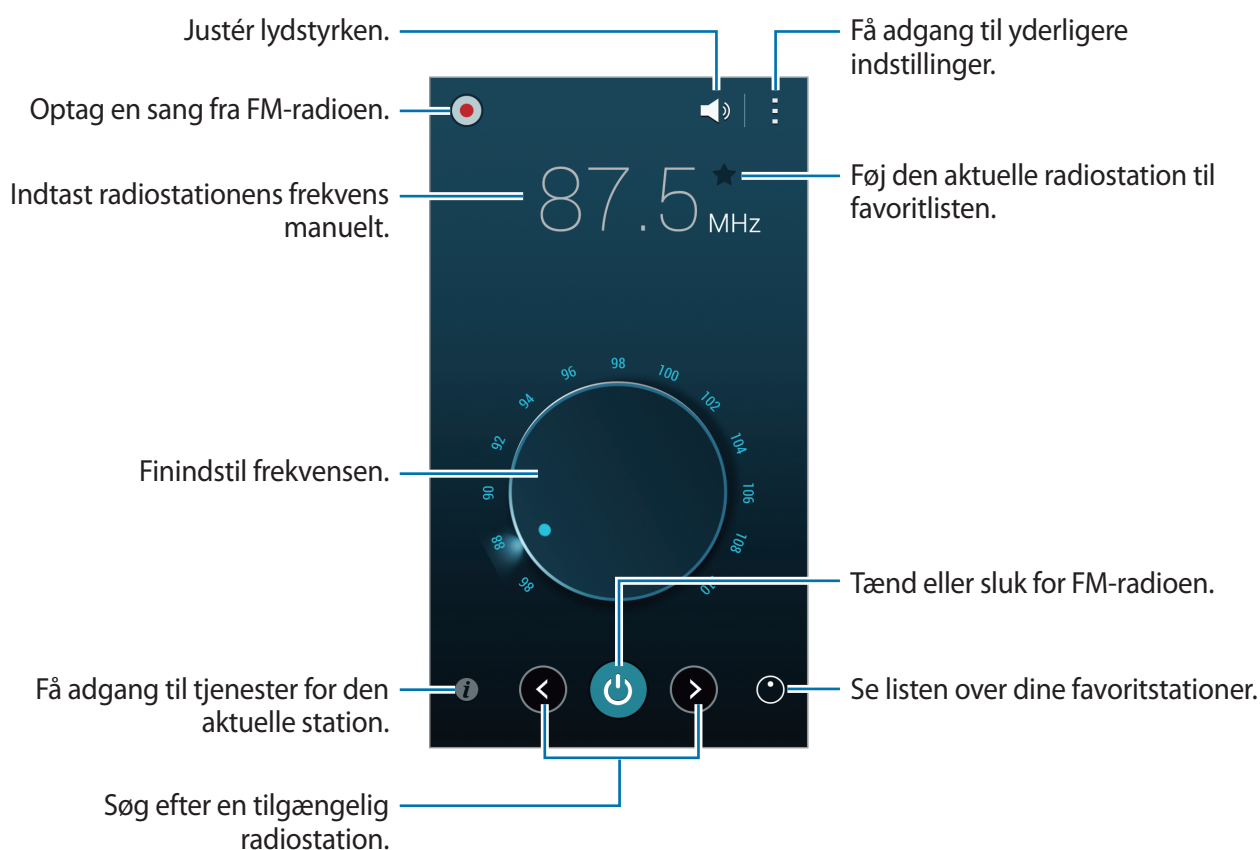 Justér lydstyrken.
Få adgang til yderligere
indstillinger.
Optag en sang fra FM-radioen.
Indtast radiostationens frekvens
manuelt.
87.5 MHz
Føj den aktuelle radiostation til
favoritlisten.
98
96
100
94
102
92
104
Finindstil frekvensen.
90
106
88
108
86
110
Tænd eller sluk for FM-radioen.
Få adgang til tjenester for den
aktuelle station.
i
Se listen over dine favoritstationer.
Søg efter en tilgængelig
radiostation.